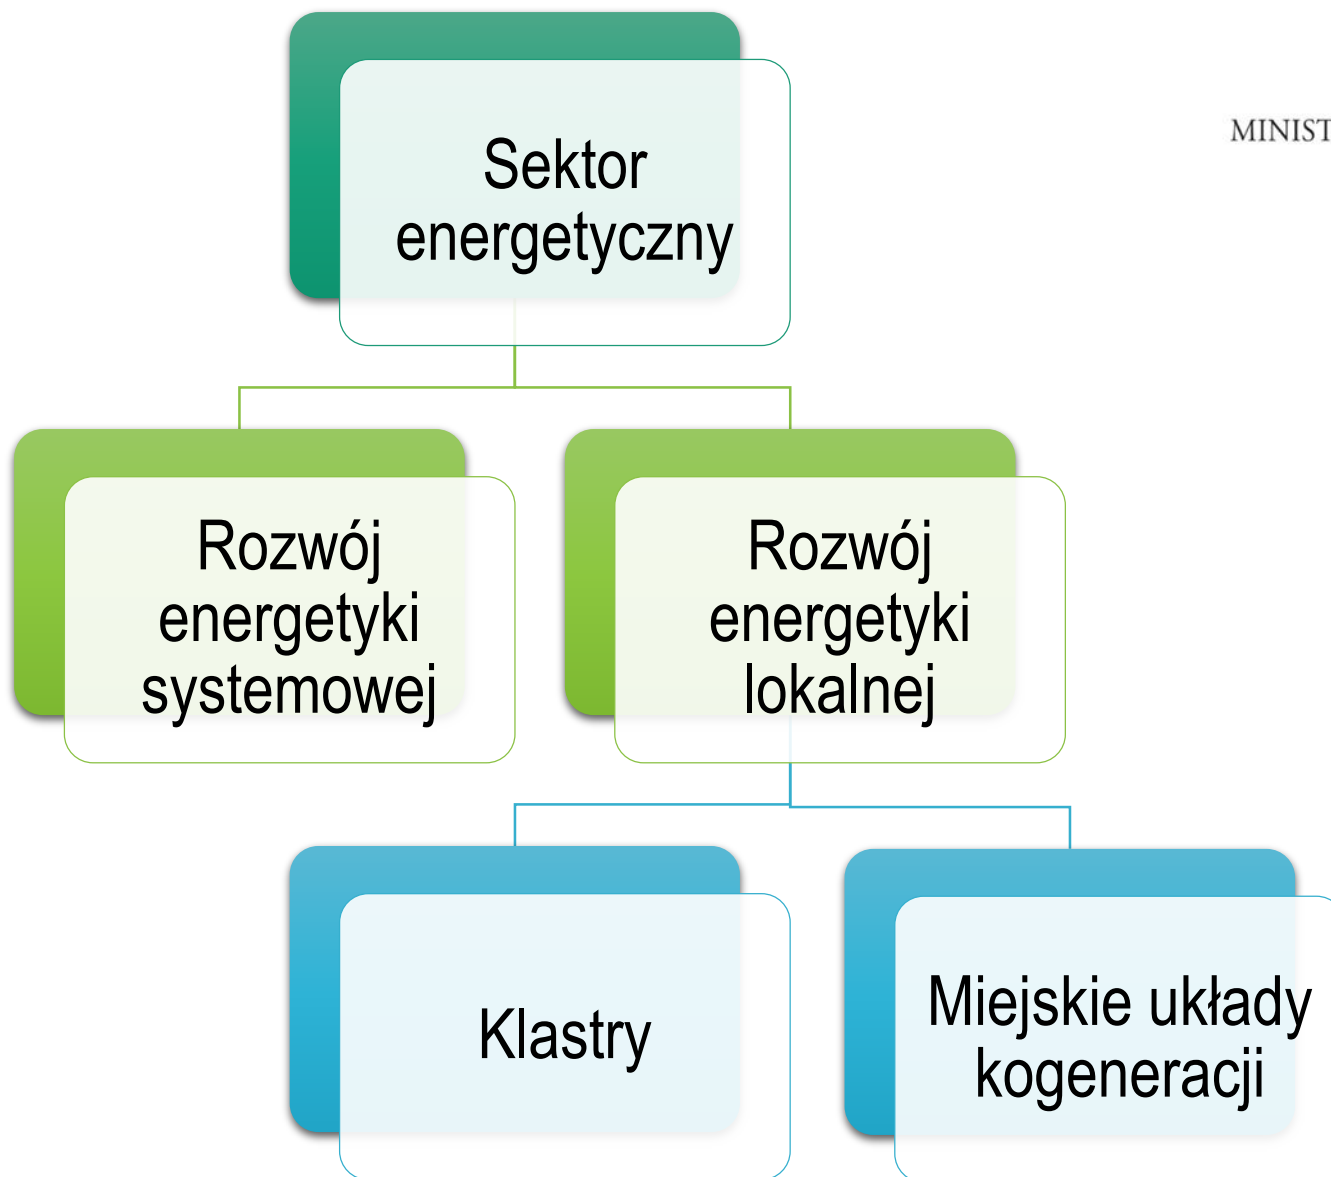 MINIST
Sektor
energetyczny
Rozwój
energetyki
systemowej
Rozwój
energetyki
lokalnej
Klastry
Miejskie układy
kogeneracji